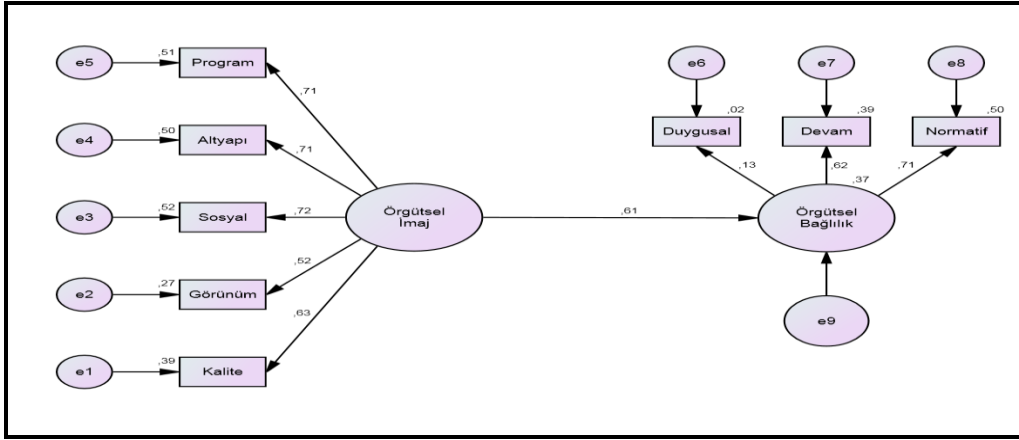 e5
,51
Program
,71
e4
,50
Altyapı
,71
e3
,52
Sosyal
,72
e2
,27
Görünüm
,52
e1
,39
Kalite
,63
Örgütsel
İmaj
,61
e6
e7
e8
,02
,39
,50
Duygusal
Devam
Normatif
,13
,62
,71
,37
Örgütsel
Bağlılık
e9